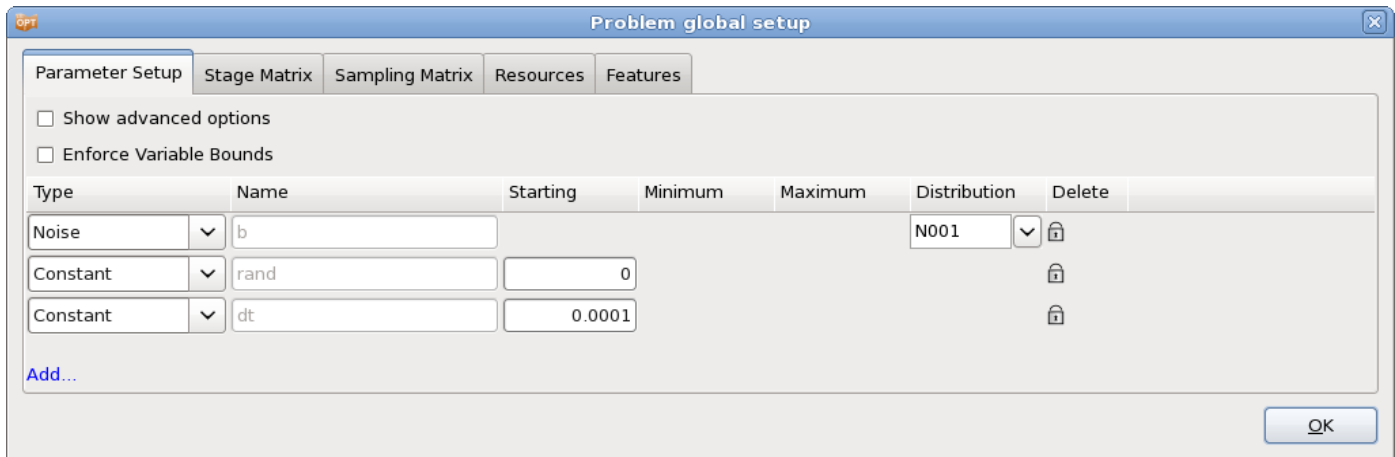 OPT Problem global setup
Parameter Setup Stage Matrix Sampling Matrix Resources Features
Show advanced options
Enforce Variable Bounds
Type Name Starting Minimum Maximum Distribution Delete
Noise b N001
Constant rand 0
Constant dt 0.0001
Add...
OK